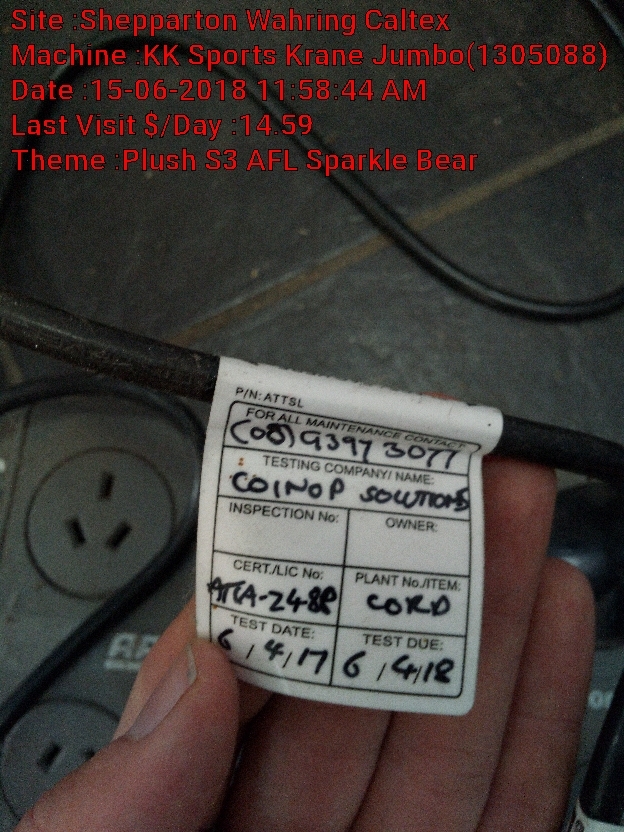 Site :Shepparton Wahring Caltex
Machine :KK Sports Krane Jumbo(1305088)
Date :15-06-2018 11:58:44 AM
Last Visit $/Day :14.59
Theme :Plush S3 AFL Sparkle Bear
P/N: ATTSL
FOR ALL MAINTENANCE CONTACT:
(08) 9397 3077
TESTING COMPANY/ NAME:
COINOP SOLUTIONS
INSPECTION No:
OWNER:
CERT./LIC No:
PLANT No./ITEM:
CORD
TEST DATE:
TEST DUE:
6 / 4 / 17
6 / 4 / 18